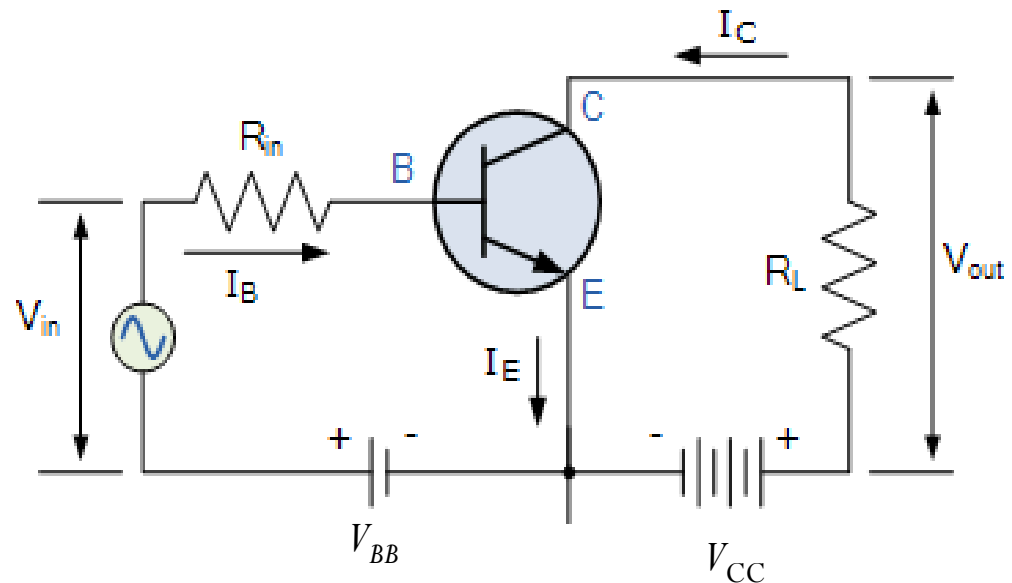 I_C
C
R_in
B
I_B
V_in
E
R_L
V_out
I_E
+ -
- +
V_BB
V_CC